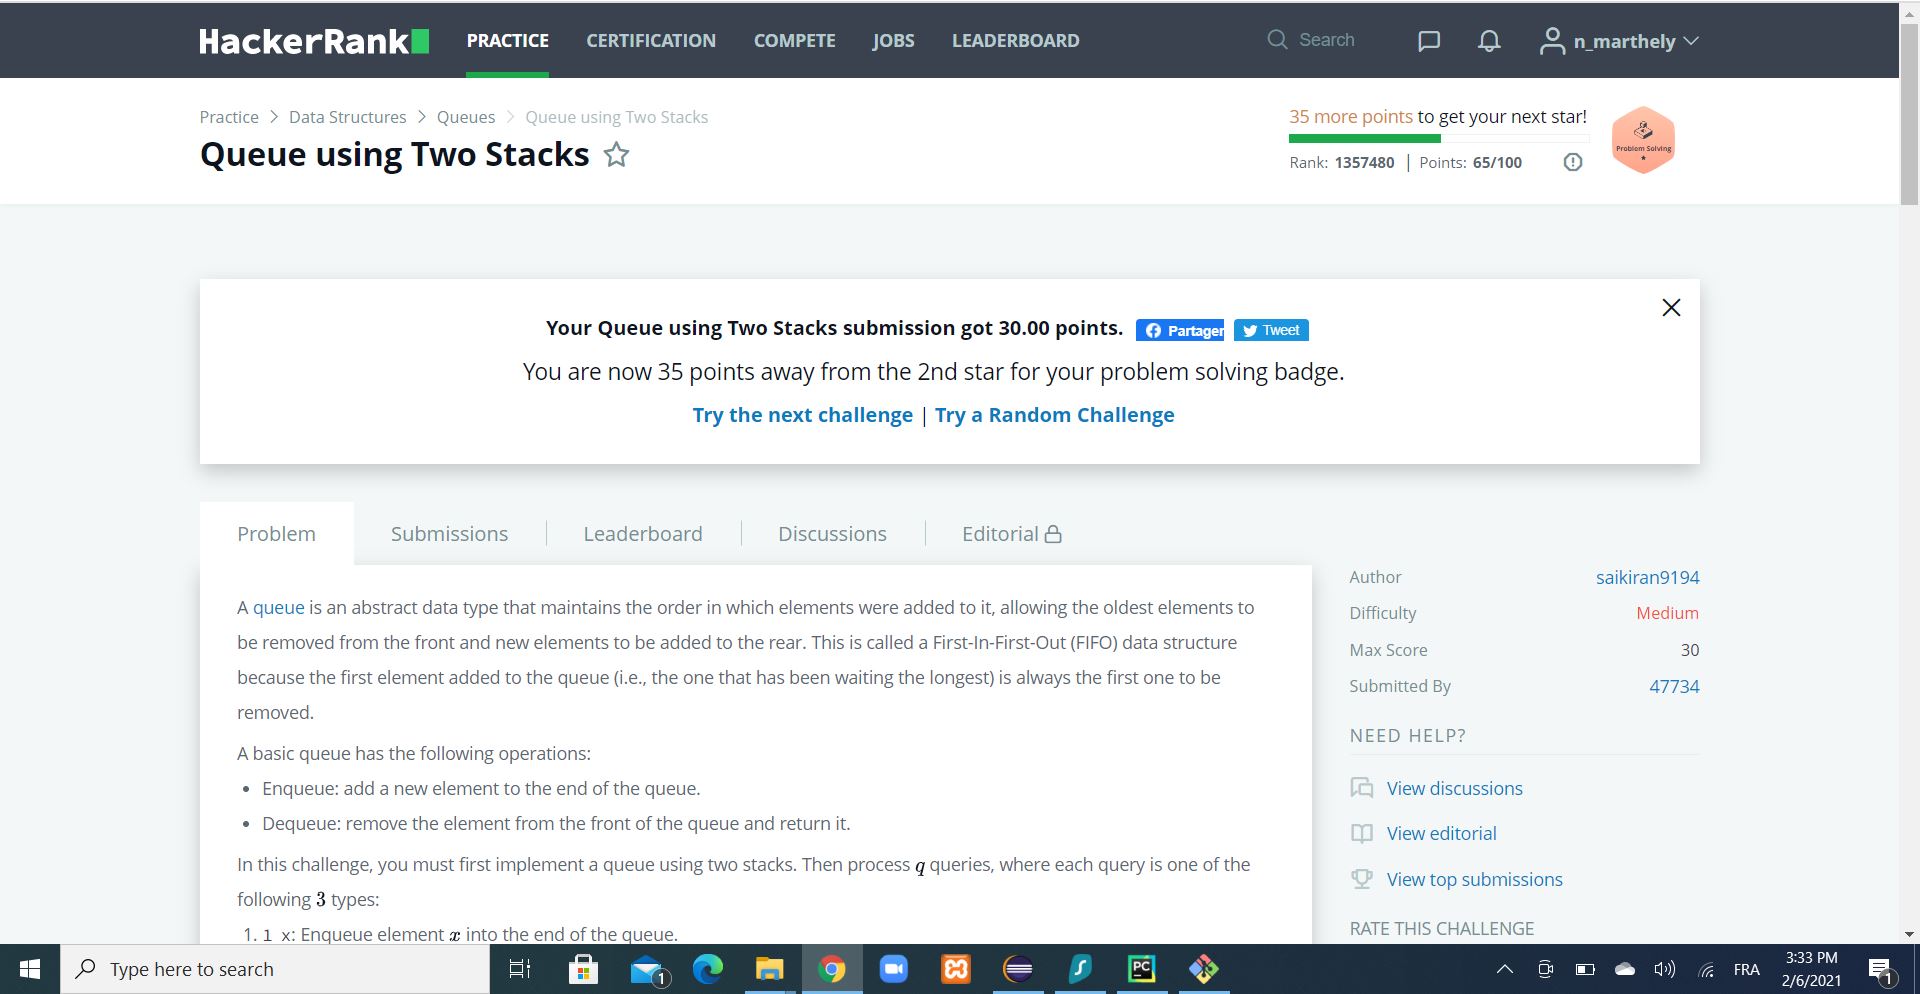 HackerRank
PRACTICE CERTIFICATION COMPETE JOBS LEADERBOARD Search n_marthely
Practice > Data Structures > Queues > Queue using Two Stacks
Queue using Two Stacks
35 more points to get your next star!
Rank: 1357480 | Points: 65/100
Problem Solving
Your Queue using Two Stacks submission got 30.00 points. Partager Tweet
You are now 35 points away from the 2nd star for your problem solving badge.
Try the next challenge | Try a Random Challenge
Problem Submissions Leaderboard Discussions Editorial
A queue is an abstract data type that maintains the order in which elements were added to it, allowing the oldest elements to
be removed from the front and new elements to be added to the rear. This is called a First-In-First-Out (FIFO) data structure
because the first element added to the queue (i.e., the one that has been waiting the longest) is always the first one to be
removed.
A basic queue has the following operations:
• Enqueue: add a new element to the end of the queue.
• Dequeue: remove the element from the front of the queue and return it.
In this challenge, you must first implement a queue using two stacks. Then process q queries, where each query is one of the
following 3 types:
1. 1 x: Enqueue element x into the end of the queue.
Author saikiran9194
Difficulty Medium
Max Score 30
Submitted By 47734
NEED HELP?
View discussions
View editorial
View top submissions
RATE THIS CHALLENGE
Type here to search
1
PC
FRA
3:33 PM
2/6/2021
1